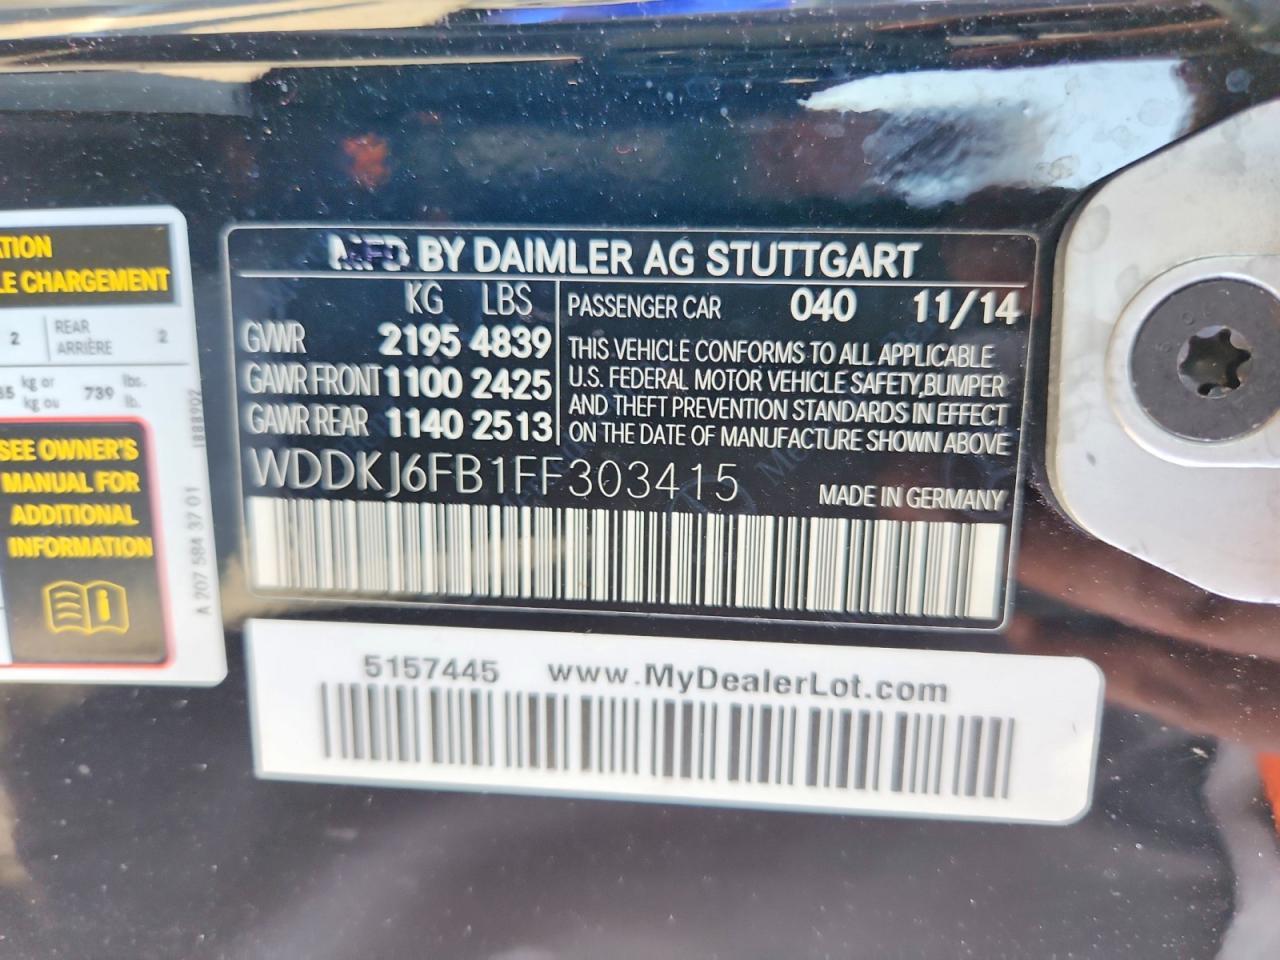 ATION
LE CHARGEMENT
2 REAR 2
ARRIÈRE
kg or 739 lbs.
kg ou lb.
SEE OWNER'S
MANUAL FOR
ADDITIONAL
INFORMATION
A 207 584 37 01
MFD BY DAIMLER AG STUTTGART
KG LBS
GVWR 2195 4839
GAWR FRONT 1100 2425
GAWR REAR 1140 2513
PASSENGER CAR 040 11/14
THIS VEHICLE CONFORMS TO ALL APPLICABLE
U.S. FEDERAL MOTOR VEHICLE SAFETY,BUMPER
AND THEFT PREVENTION STANDARDS IN EFFECT
ON THE DATE OF MANUFACTURE SHOWN ABOVE
WDDKJ6FB1FF303415
MADE IN GERMANY
5157445 www.MyDealerLot.com